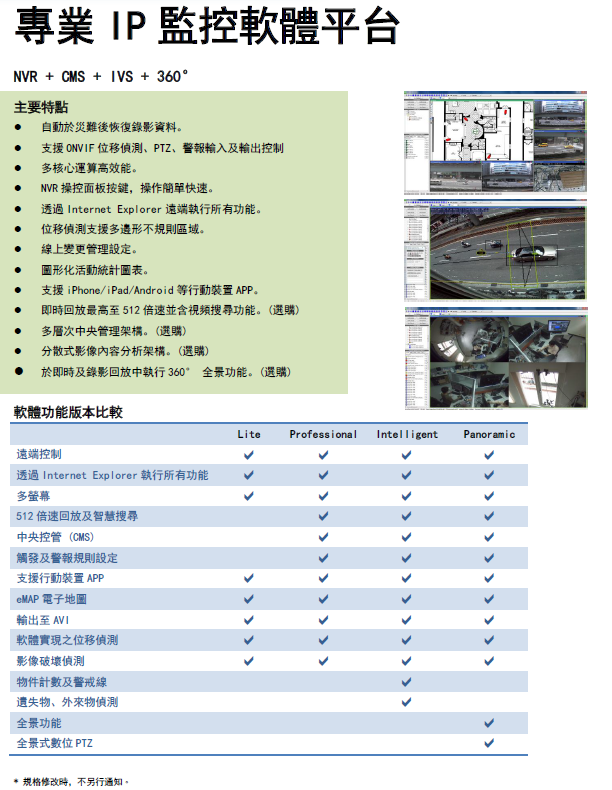 專業 IP 監控軟體平台
NVR + CMS + IVS + 360°
主要特點
● 自動於災難後恢復錄影資料。
● 支援 ONVIF 位移偵測、PTZ、警報輸入及輸出控制
● 多核心運算高效能。
● NVR 操控面板按鍵，操作簡單快速。
● 透過 Internet Explorer 遠端執行所有功能。
● 位移偵測支援多邊形不規則區域。
● 線上變更管理設定。
● 圖形化活動統計圖表。
● 支援 iPhone/iPad/Android 等行動裝置 APP。
● 即時回放最高至 512 倍速並含視頻搜尋功能。(選購)
● 多層次中央管理架構。(選購)
● 分散式影像內容分析架構。(選購)
● 於即時及錄影回放中執行 360° 全景功能。(選購)
軟體功能版本比較
Lite Professional Intelligent Panoramic
遠端控制 ✓ ✓ ✓ ✓
透過 Internet Explorer 執行所有功能 ✓ ✓ ✓ ✓
多螢幕 ✓ ✓ ✓ ✓
512 倍速回放及智慧搜尋 ✓ ✓ ✓
中央控管 (CMS) ✓ ✓ ✓
觸發及警報規則設定 ✓ ✓ ✓
支援行動裝置 APP ✓ ✓ ✓ ✓
eMAP 電子地圖 ✓ ✓ ✓ ✓
輸出至 AVI ✓ ✓ ✓ ✓
軟體實現之位移偵測 ✓ ✓ ✓ ✓
影像破壞偵測 ✓ ✓ ✓ ✓
物件計數及警戒線 ✓
遺失物、外來物偵測 ✓
全景功能 ✓
全景式數位 PTZ ✓
* 規格修改時，不另行通知。